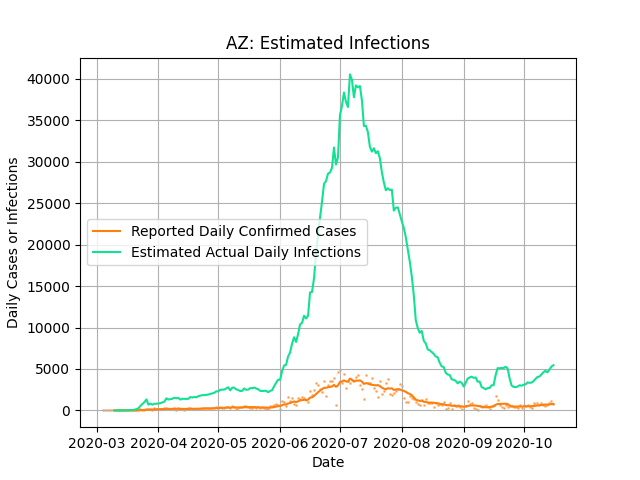 AZ: Estimated Infections
40000
35000
30000
25000
20000
15000
10000
5000
0
Daily Cases or Infections
Reported Daily Confirmed Cases
Estimated Actual Daily Infections
2020-03 2020-04 2020-05 2020-06 2020-07 2020-08 2020-09 2020-10
Date